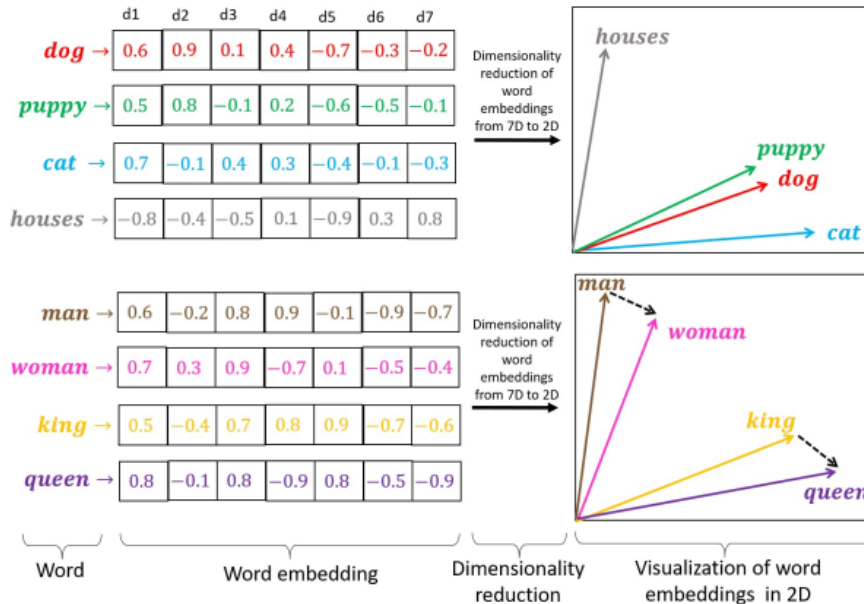 d1 d2 d3 d4 d5 d6 d7
dog → 0.6 0.9 0.1 0.4 −0.7 −0.3 −0.2
puppy → 0.5 0.8 −0.1 0.2 −0.6 −0.5 −0.1
cat → 0.7 −0.1 0.4 0.3 −0.4 −0.1 −0.3
houses → −0.8 −0.4 −0.5 0.1 −0.9 0.3 0.8
Dimensionality
reduction of
word
embeddings
from 7D to 2D
houses
puppy
dog
cat
man → 0.6 −0.2 0.8 0.9 −0.1 −0.9 −0.7
woman → 0.7 0.3 0.9 −0.7 0.1 −0.5 −0.4
king → 0.5 −0.4 0.7 0.8 0.9 −0.7 −0.6
queen → 0.8 −0.1 0.8 −0.9 0.8 −0.5 −0.9
Dimensionality
reduction of
word
embeddings
from 7D to 2D
man
woman
king
queen
Word
Word embedding
Dimensionality
reduction
Visualization of word
embeddings in 2D